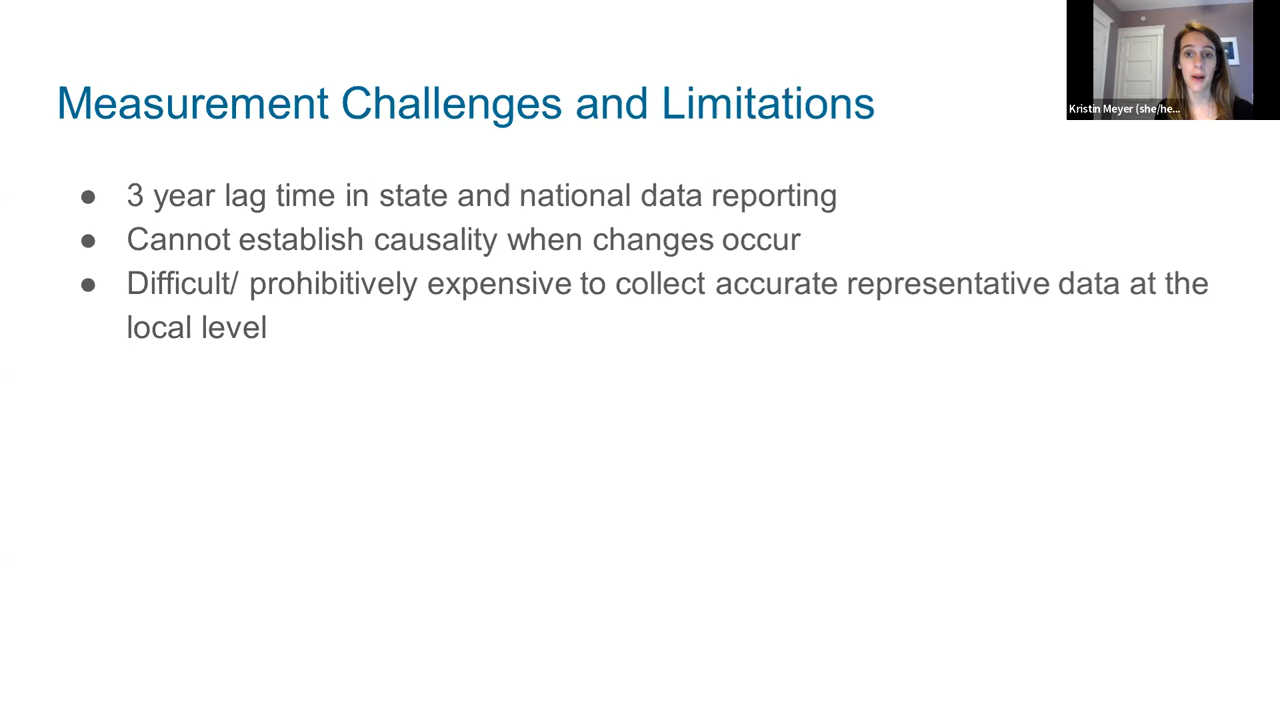 Measurement Challenges and Limitations
Kristin Meyer (she/he...
● 3 year lag time in state and national data reporting
● Cannot establish causality when changes occur
● Difficult/ prohibitively expensive to collect accurate representative data at the
local level